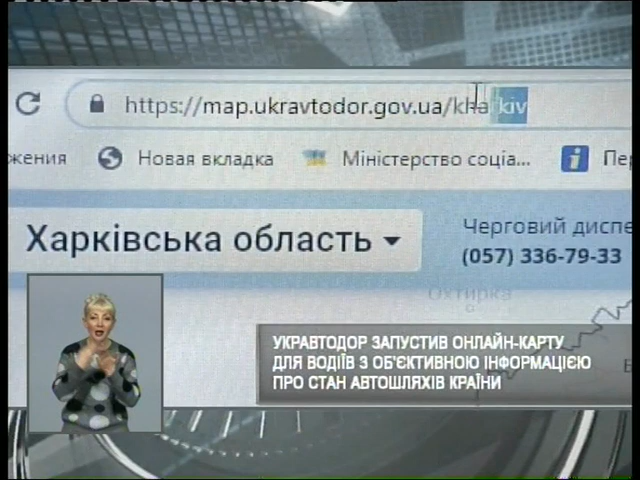 https://map.ukravtodor.gov.ua/kharkiv
жения
Новая вкладка
Міністерство соціа...
Пе
Харківська область
Черговий диспе
(057) 336-79-33
Охтирка
УКРАВТОДОР ЗАПУСТИВ ОНЛАЙН-КАРТУ
ДЛЯ ВОДІЇВ З ОБ'ЄКТИВНОЮ ІНФОРМАЦІЄЮ
ПРО СТАН АВТОШЛЯХІВ КРАЇНИ